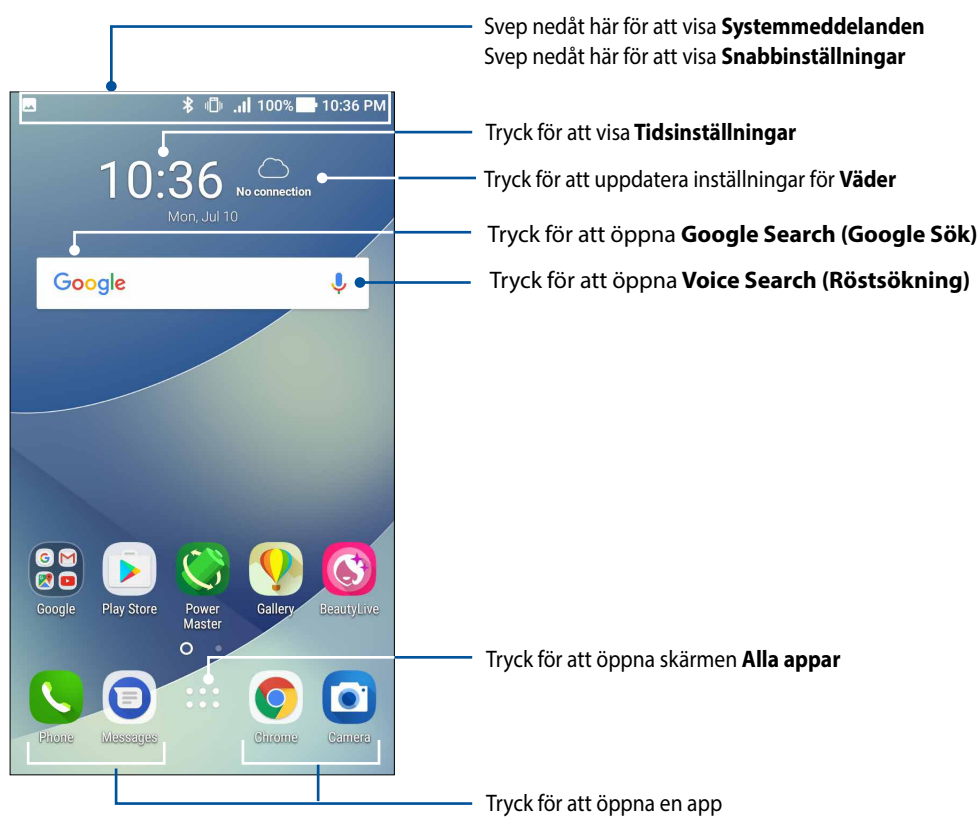 Svep nedåt här för att visa Systemmeddelanden
Svep nedåt här för att visa Snabbinställningar
100% 10:36 PM
Tryck för att visa Tidsinställningar
10:36
No connection
Tryck för att uppdatera inställningar för Väder
Mon, Jul 10
Tryck för att öppna Google Search (Google Sök)
Google
Tryck för att öppna Voice Search (Röstsökning)
Google Play Store Power Master Gallery BeautyLive
Tryck för att öppna skärmen Alla appar
Phone Messages Chrome Camera
Tryck för att öppna en app